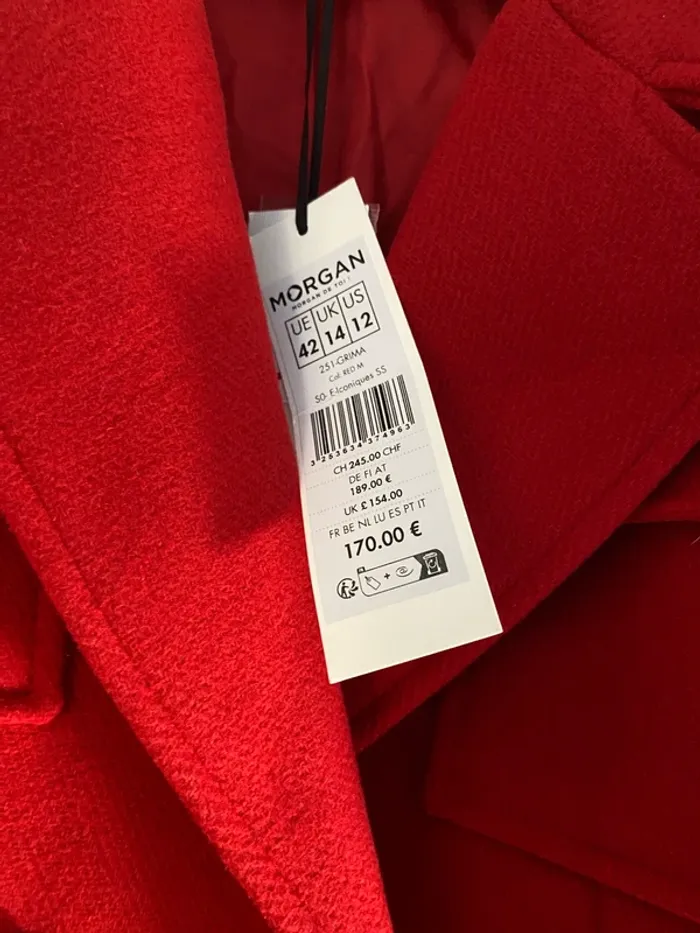 MORGAN
MORGAN DE TOI !
UE UK US
42 14 12
251-GRIMA
Col: RED M
50- E-Iconiques SS
3 253634 374963
CH 245.00 CHF
DE FI AT
189.00 €
UK £ 154.00
FR BE NL LU ES PT IT
170.00 €
FR
+